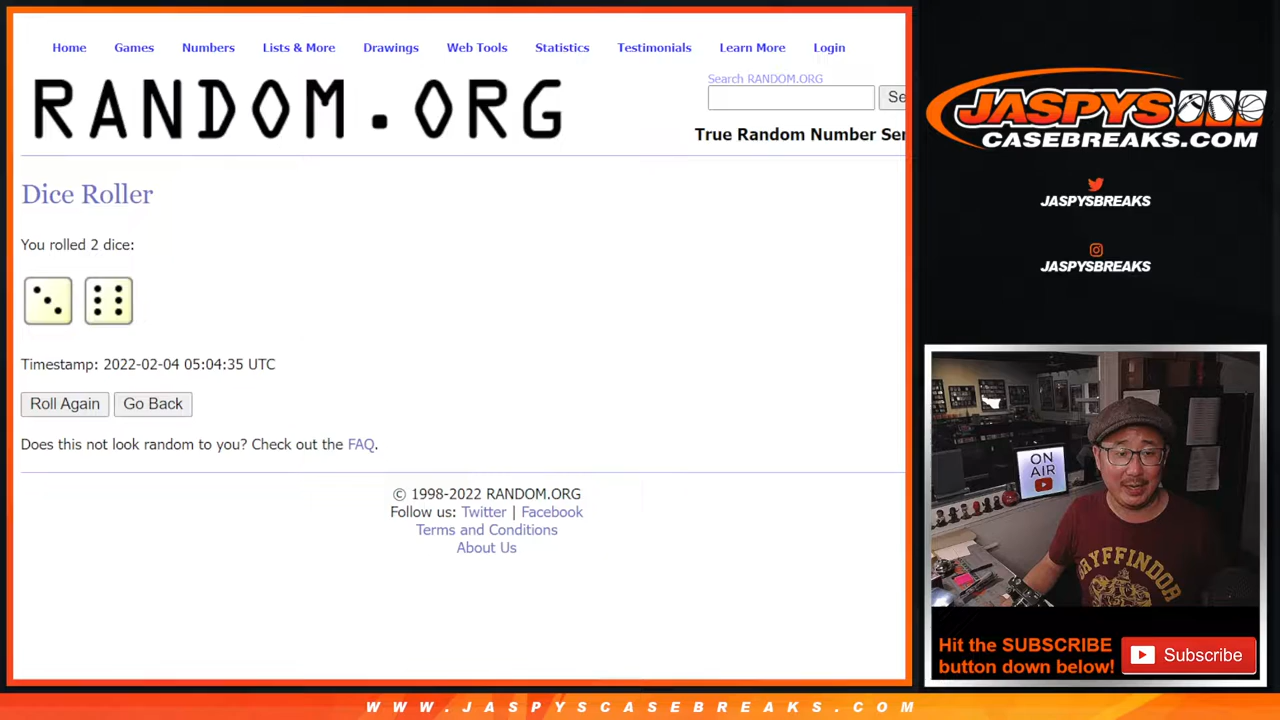 Home Games Numbers Lists & More Drawings Web Tools Statistics Testimonials Learn More Login
RANDOM.ORG
Search RANDOM.ORG
Se
True Random Number Ser
Dice Roller
You rolled 2 dice:
Timestamp: 2022-02-04 05:04:35 UTC
Roll Again Go Back
Does this not look random to you? Check out the FAQ.
© 1998-2022 RANDOM.ORG
Follow us: Twitter | Facebook
Terms and Conditions
About Us
JASPYS
CASEBREAKS.COM
JASPYSBREAKS
JASPYSBREAKS
ON
AIR
GRYFFINDOR
Hit the SUBSCRIBE
button down below!
Subscribe
WWW.JASPYSCASEBREAKS.COM